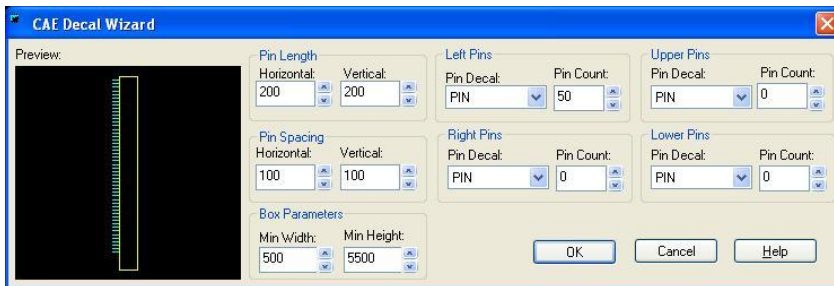 CAE Decal Wizard
Preview:
Pin Length
Horizontal: Vertical:
200 200
Pin Spacing
Horizontal: Vertical:
100 100
Box Parameters
Min Width: Min Height:
500 5500
Left Pins
Pin Decal: Pin Count:
PIN 50
Right Pins
Pin Decal: Pin Count:
PIN 0
Upper Pins
Pin Decal: Pin Count:
PIN 0
Lower Pins
Pin Decal: Pin Count:
PIN 0
OK Cancel Help